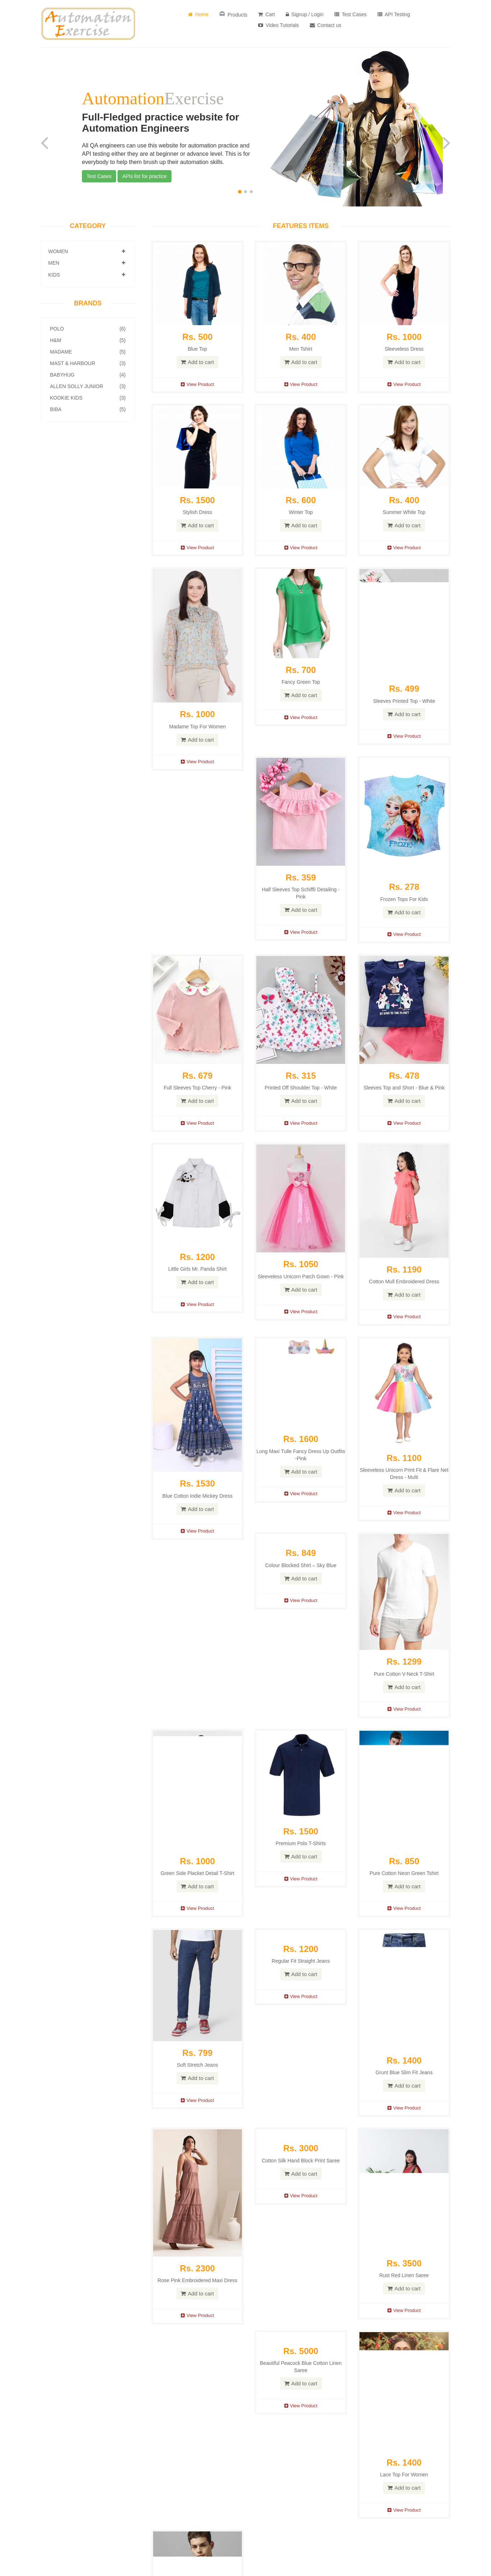 Automation
Exercise
Home
Products
Cart
Signup / Login
Test Cases
API Testing
Video Tutorials
Contact us
AutomationExercise
Full-Fledged practice website for
Automation Engineers
All QA engineers can use this website for automation practice and
API testing either they are at beginner or advance level. This is for
everybody to help them brush up their automation skills.
Test Cases
APIs list for practice
CATEGORY
WOMEN
MEN
KIDS
BRANDS
POLO (6)
H&M (5)
MADAME (5)
MAST & HARBOUR (3)
BABYHUG (4)
ALLEN SOLLY JUNIOR (3)
KOOKIE KIDS (3)
BIBA (5)
FEATURES ITEMS
Rs. 500
Blue Top
Add to cart
View Product
Rs. 400
Men Tshirt
Add to cart
View Product
Rs. 1000
Sleeveless Dress
Add to cart
View Product
Rs. 1500
Stylish Dress
Add to cart
View Product
Rs. 600
Winter Top
Add to cart
View Product
Rs. 400
Summer White Top
Add to cart
View Product
Rs. 1000
Madame Top For Women
Add to cart
View Product
Rs. 700
Fancy Green Top
Add to cart
View Product
Rs. 499
Sleeves Printed Top - White
Add to cart
View Product
Rs. 359
Half Sleeves Top Schiffli Detailing -
Pink
Add to cart
View Product
FROZEN
Rs. 278
Frozen Tops For Kids
Add to cart
View Product
Rs. 679
Full Sleeves Top Cherry - Pink
Add to cart
View Product
Rs. 315
Printed Off Shoulder Top - White
Add to cart
View Product
Rs. 478
Sleeves Top and Short - Blue & Pink
Add to cart
View Product
Rs. 1200
Little Girls Mr. Panda Shirt
Add to cart
View Product
Rs. 1050
Sleeveless Unicorn Patch Gown - Pink
Add to cart
View Product
Rs. 1190
Cotton Mull Embroidered Dress
Add to cart
View Product
Rs. 1530
Blue Cotton Indie Mickey Dress
Add to cart
View Product
Rs. 1600
Long Maxi Tulle Fancy Dress Up Outfits
-Pink
Add to cart
View Product
Rs. 1100
Sleeveless Unicorn Print Fit & Flare Net
Dress - Multi
Add to cart
View Product
Rs. 849
Colour Blocked Shirt – Sky Blue
Add to cart
View Product
Rs. 1299
Pure Cotton V-Neck T-Shirt
Add to cart
View Product
Rs. 1000
Green Side Placket Detail T-Shirt
Add to cart
View Product
Rs. 1500
Premium Polo T-Shirts
Add to cart
View Product
Rs. 850
Pure Cotton Neon Green Tshirt
Add to cart
View Product
Rs. 799
Soft Stretch Jeans
Add to cart
View Product
Rs. 1200
Regular Fit Straight Jeans
Add to cart
View Product
Rs. 1400
Grunt Blue Slim Fit Jeans
Add to cart
View Product
Rs. 2300
Rose Pink Embroidered Maxi Dress
Add to cart
View Product
Rs. 3000
Cotton Silk Hand Block Print Saree
Add to cart
View Product
Rs. 3500
Rust Red Linen Saree
Add to cart
View Product
Rs. 5000
Beautiful Peacock Blue Cotton Linen
Saree
Add to cart
View Product
Rs. 1400
Lace Top For Women
Add to cart
View Product